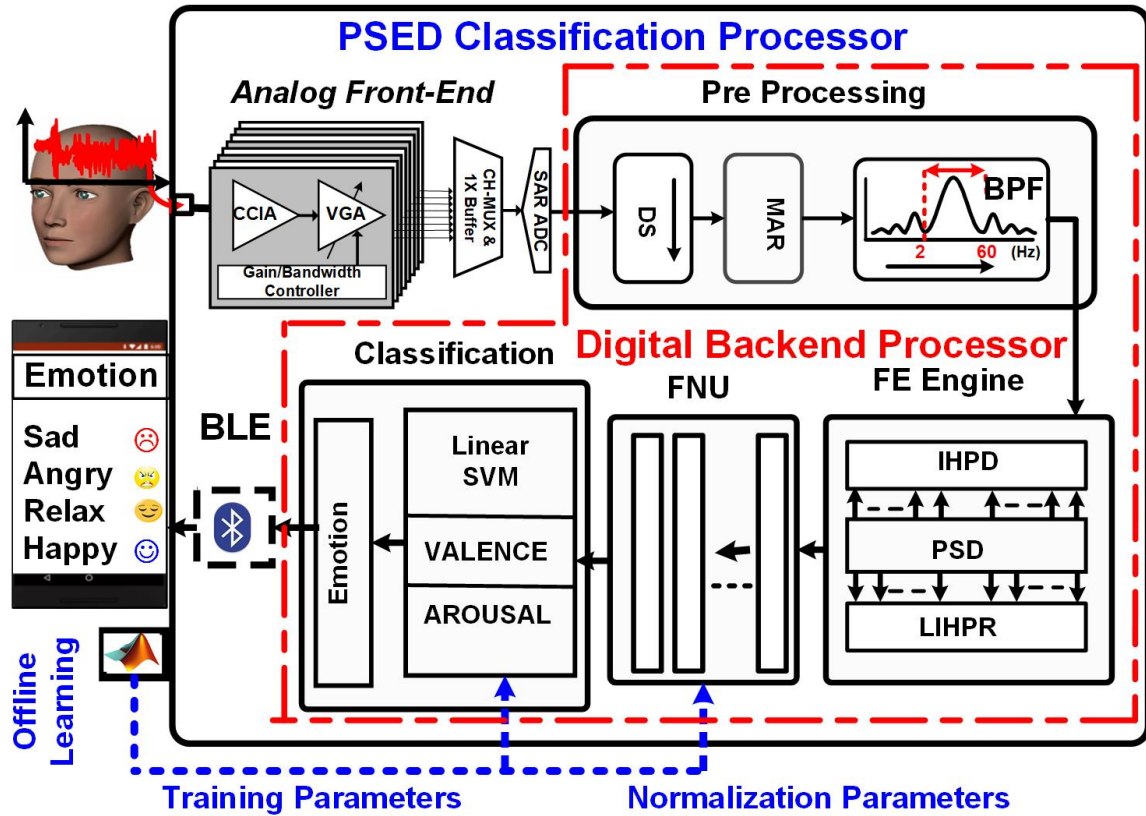 PSED Classification Processor
Analog Front-End
Pre Processing
CCIA
VGA
Gain/Bandwidth
Controller
CH-MUX &
1X Buffer
SAR ADC
DS
MAR
BPF
2
60
(Hz)
Digital Backend Processor
Classification
FNU
FE Engine
Emotion
Sad
Angry
Relax
Happy
BLE
Emotion
Linear
SVM
VALENCE
AROUSAL
IHPD
PSD
LIHPR
Offline
Learning
Training Parameters
Normalization Parameters